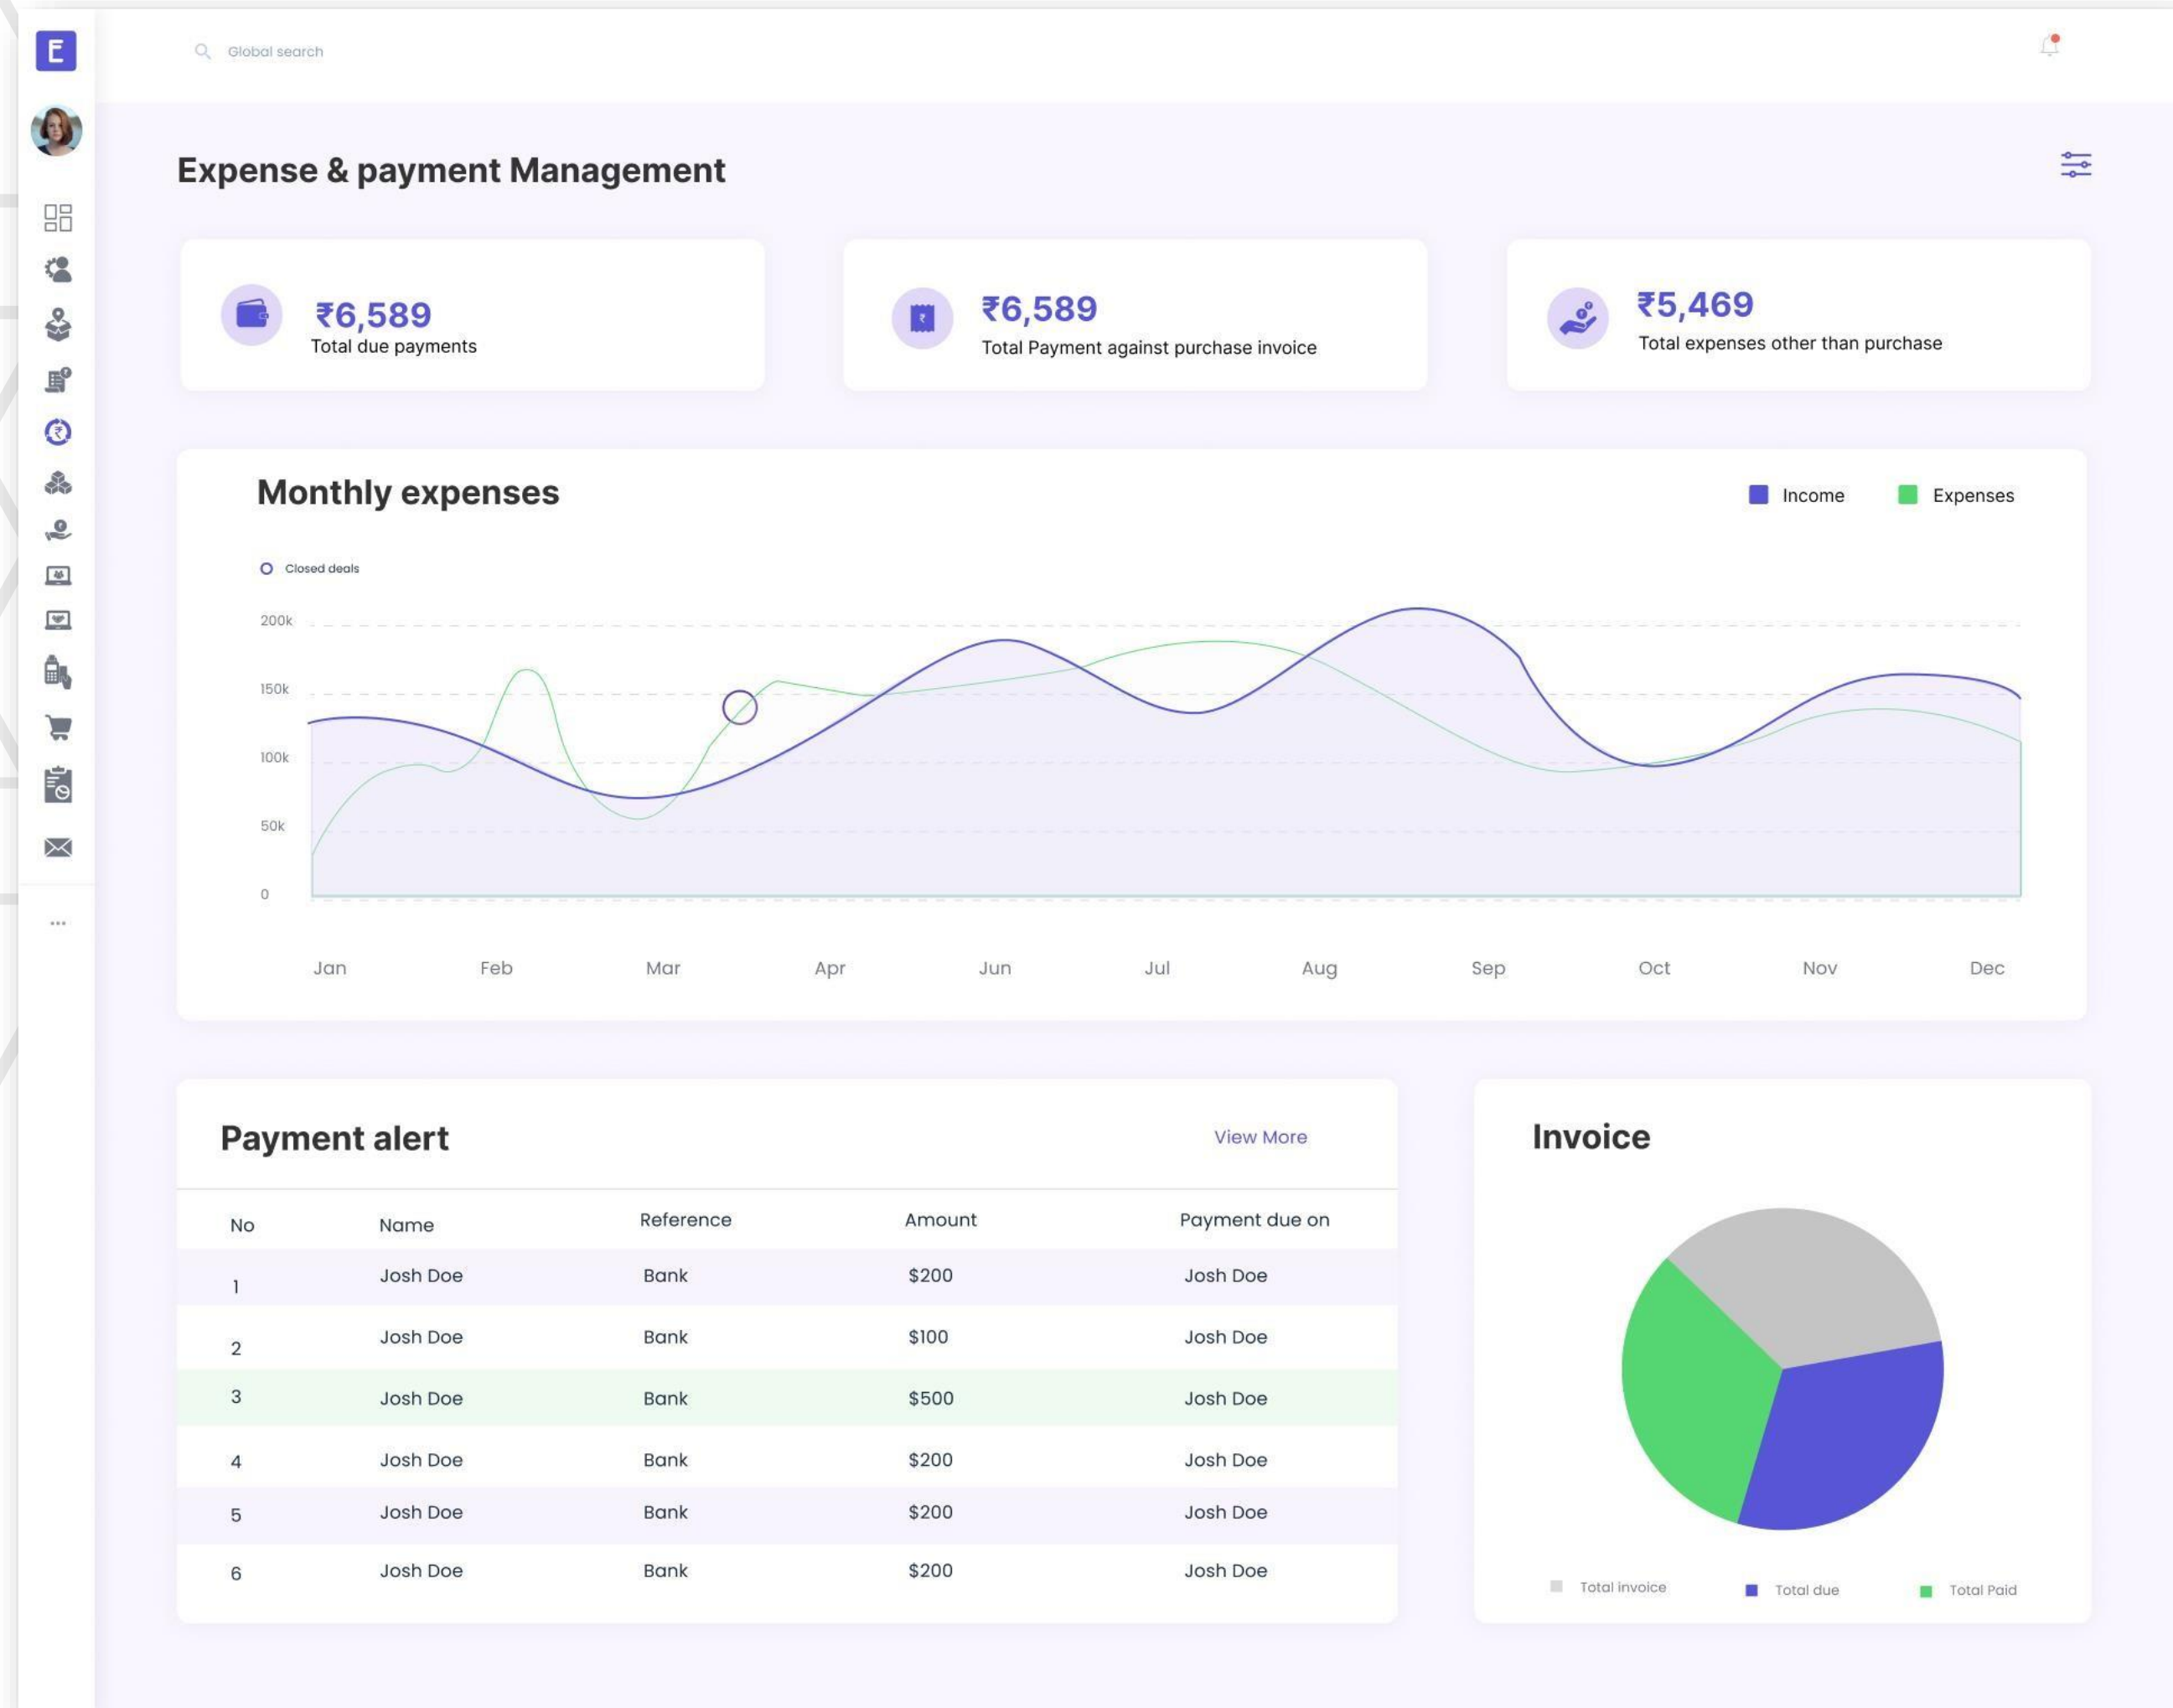 E
Global search
Expense & payment Management
₹6,589
Total due payments
₹6,589
Total Payment against purchase invoice
₹5,469
Total expenses other than purchase
Monthly expenses
Income
Expenses
Closed deals
200k
150k
100k
50k
0
Jan Feb Mar Apr Jun Jul Aug Sep Oct Nov Dec
Payment alert
View More
No Name Reference Amount Payment due on
1 Josh Doe Bank $200 Josh Doe
2 Josh Doe Bank $100 Josh Doe
3 Josh Doe Bank $500 Josh Doe
4 Josh Doe Bank $200 Josh Doe
5 Josh Doe Bank $200 Josh Doe
6 Josh Doe Bank $200 Josh Doe
Invoice
Total invoice
Total due
Total Paid